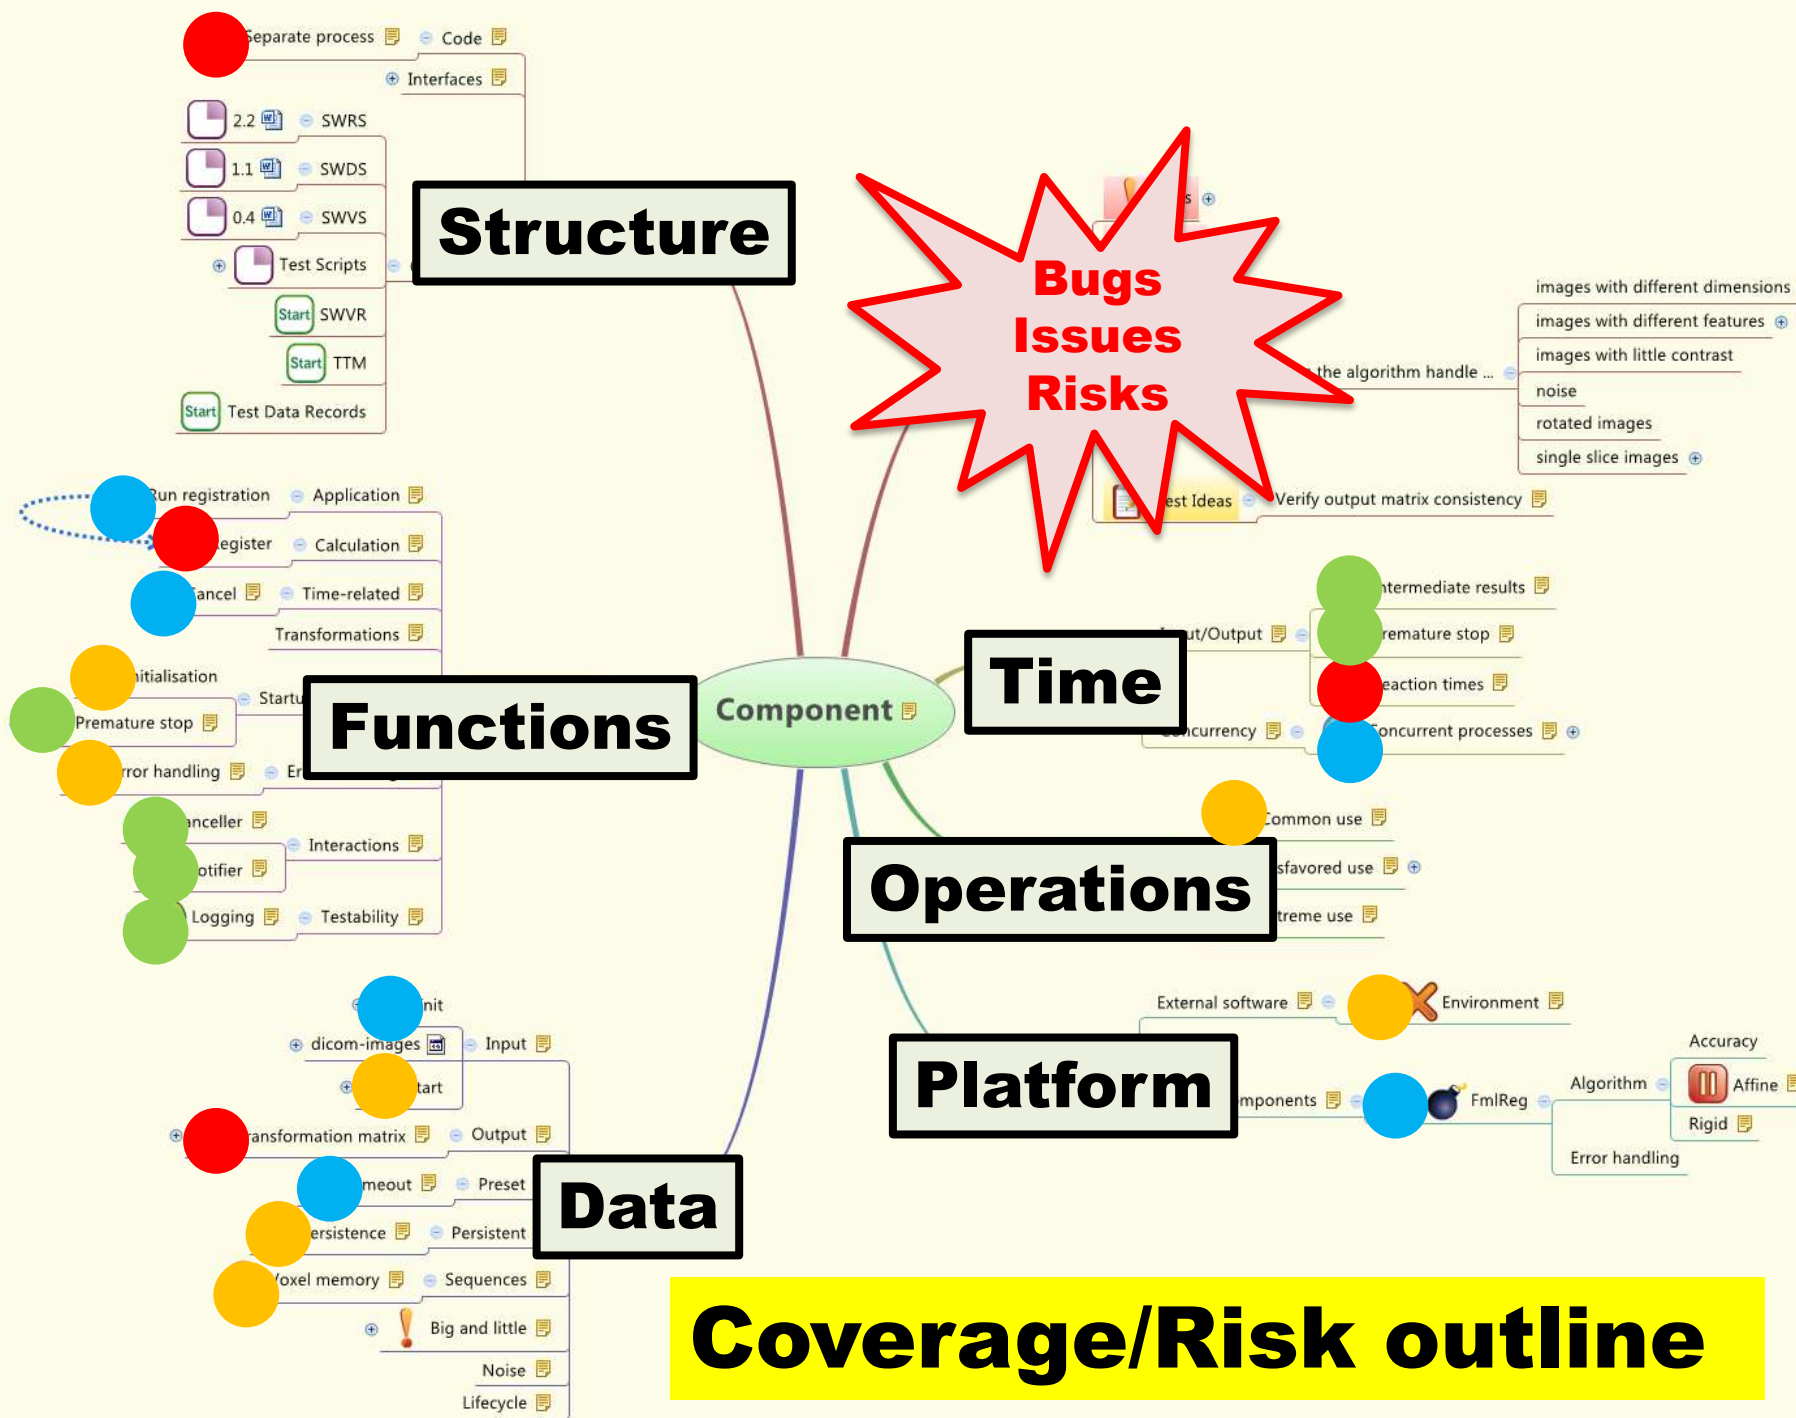 Separate process
Code
Interfaces
2.2
SWRS
1.1
SWDS
0.4
SWVS
Test Scripts
Start SWVR
Start TTM
Start Test Data Records
Structure
Bugs
Issues
Risks
the algorithm handle ...
images with different dimensions
images with different features
images with little contrast
noise
rotated images
single slice images
est Ideas
Verify output matrix consistency
Run registration
Application
egister
Calculation
ancel
Time-related
Transformations
nitialisation
Premature stop
Startu
rror handling
Er
Functions
anceller
otifier
Interactions
Logging
Testability
Component
ntermediate results
remature stop
eaction times
ut/Output
Time
Concurrency
Concurrent processes
Common use
sfavored use
treme use
Operations
External software
Environment
Platform
mponents
FmlReg
Algorithm
Accuracy
Affine
Rigid
Error handling
nit
dicom-images
tart
Input
ansformation matrix
Output
meout
Preset
ersistence
Persistent
Voxel memory
Sequences
Big and little
Noise
Lifecycle
Data
Coverage/Risk outline